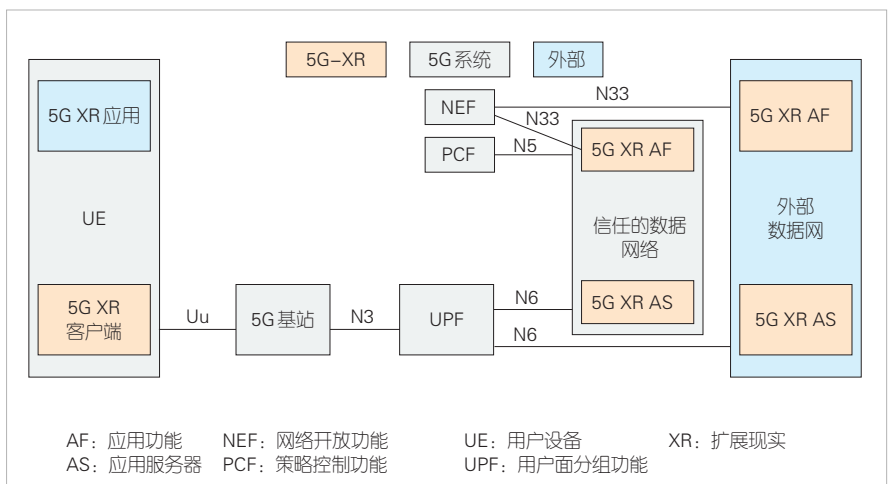 5G-XR
5G系统
外部
5G XR应用
UE
5G XR
客户端
Uu
5G基站
N3
UPF
NEF
PCF
N33
N33
N5
5G XR AF
信任的数据
网络
5G XR AS
N6
N6
5G XR AF
外部
数据网
5G XR AS
AF：应用功能
NEF：网络开放功能
UE：用户设备
XR：扩展现实
AS：应用服务器
PCF：策略控制功能
UPF：用户面分组功能